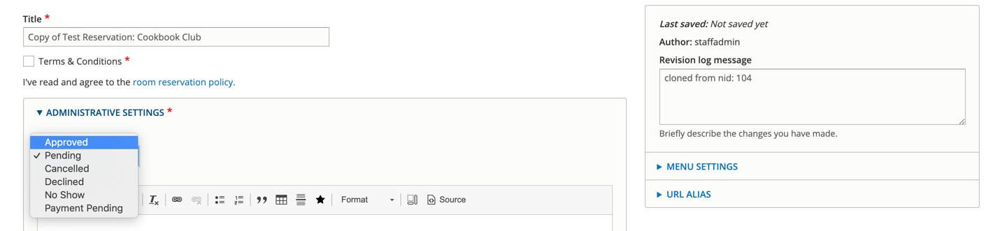 Title *
Copy of Test Reservation: Cookbook Club
Terms & Conditions *
I've read and agree to the room reservation policy.
ADMINISTRATIVE SETTINGS *
Approved
Pending
Cancelled
Declined
No Show
Payment Pending
Format
Source
Last saved: Not saved yet
Author: staffadmin
Revision log message
cloned from nid: 104
Briefly describe the changes you have made.
MENU SETTINGS
URL ALIAS